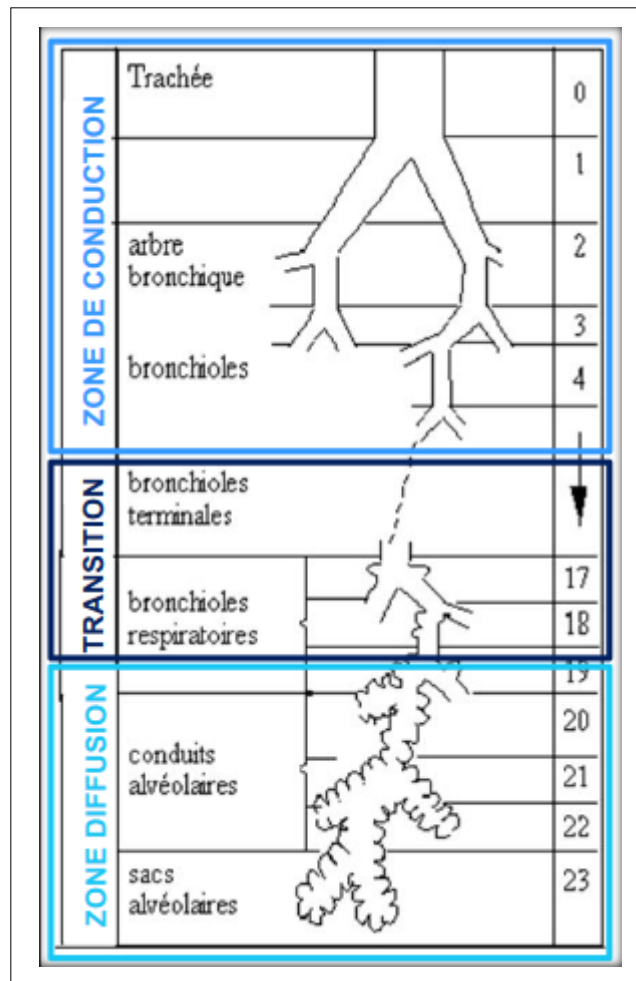 ZONE DE CONDUCTION
Trachée
0
1
arbre
bronchique
2
3
bronchioles
4
TRANSITION
bronchioles
terminales
17
bronchioles
respiratoires
18
19
ZONE DIFFUSION
20
conduits
alvéolaires
21
22
sacs
alvéolaires
23